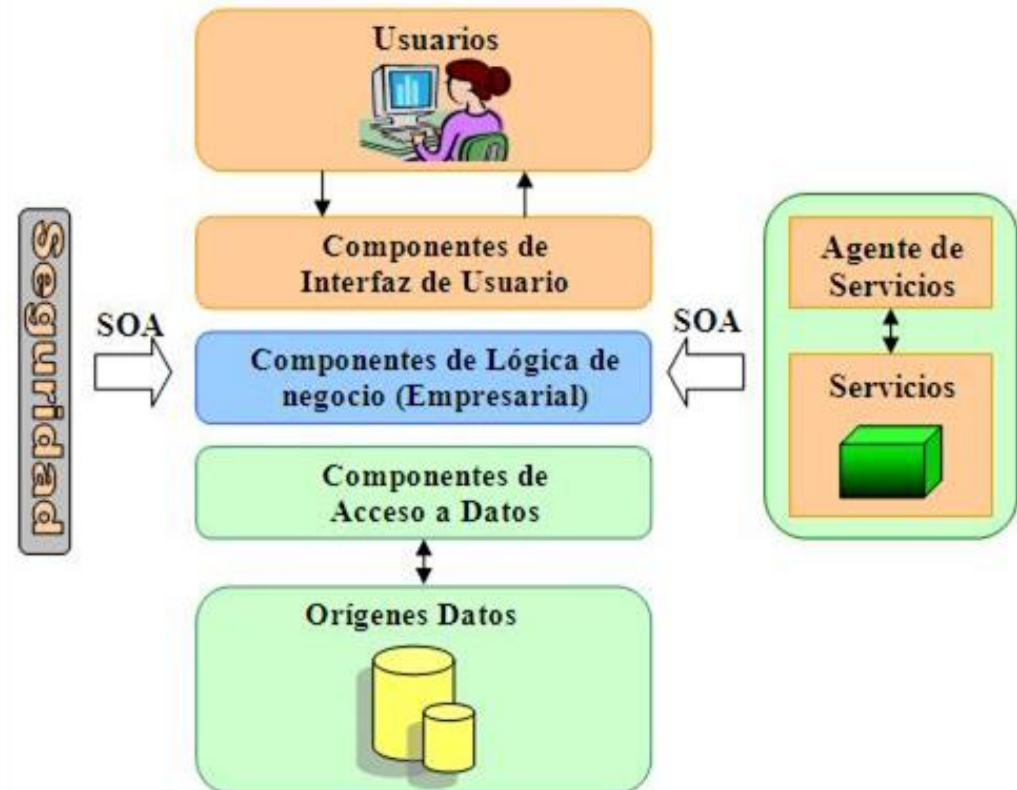 Usuarios
Componentes de
Interfaz de Usuario
Seguridad
SOA
Componentes de Lógica de
negocio (Empresarial)
SOA
Agente de
Servicios
Servicios
Componentes de
Acceso a Datos
Orígenes Datos